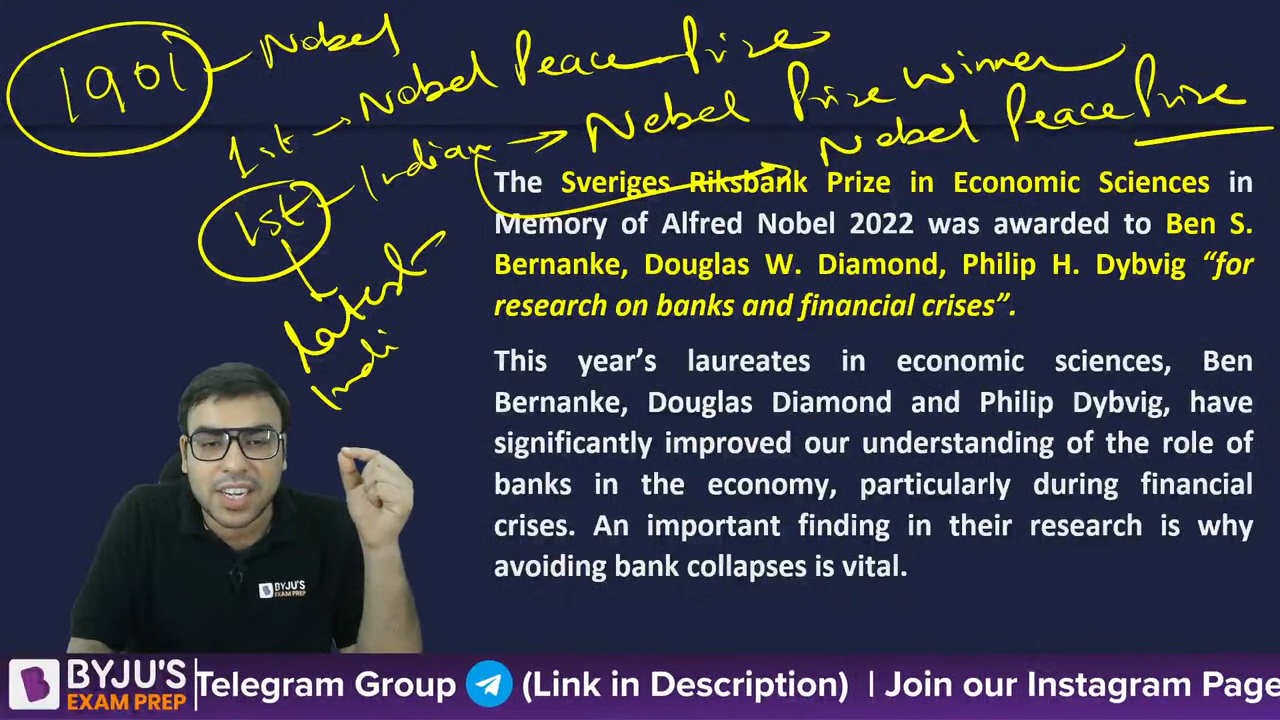 1901 - Nobel
1st → Nobel Peace Prize
1st - Indian → Nobel Prize Winner
Nobel Peace Prize
latest
Indi
The Sveriges Riksbank Prize in Economic Sciences in
Memory of Alfred Nobel 2022 was awarded to Ben S.
Bernanke, Douglas W. Diamond, Philip H. Dybvig “for
research on banks and financial crises”.
This year’s laureates in economic sciences, Ben
Bernanke, Douglas Diamond and Philip Dybvig, have
significantly improved our understanding of the role of
banks in the economy, particularly during financial
crises. An important finding in their research is why
avoiding bank collapses is vital.
BYJU'S
EXAM PREP
BYJU'S
EXAM PREP
Telegram Group (Link in Description) | Join our Instagram Page